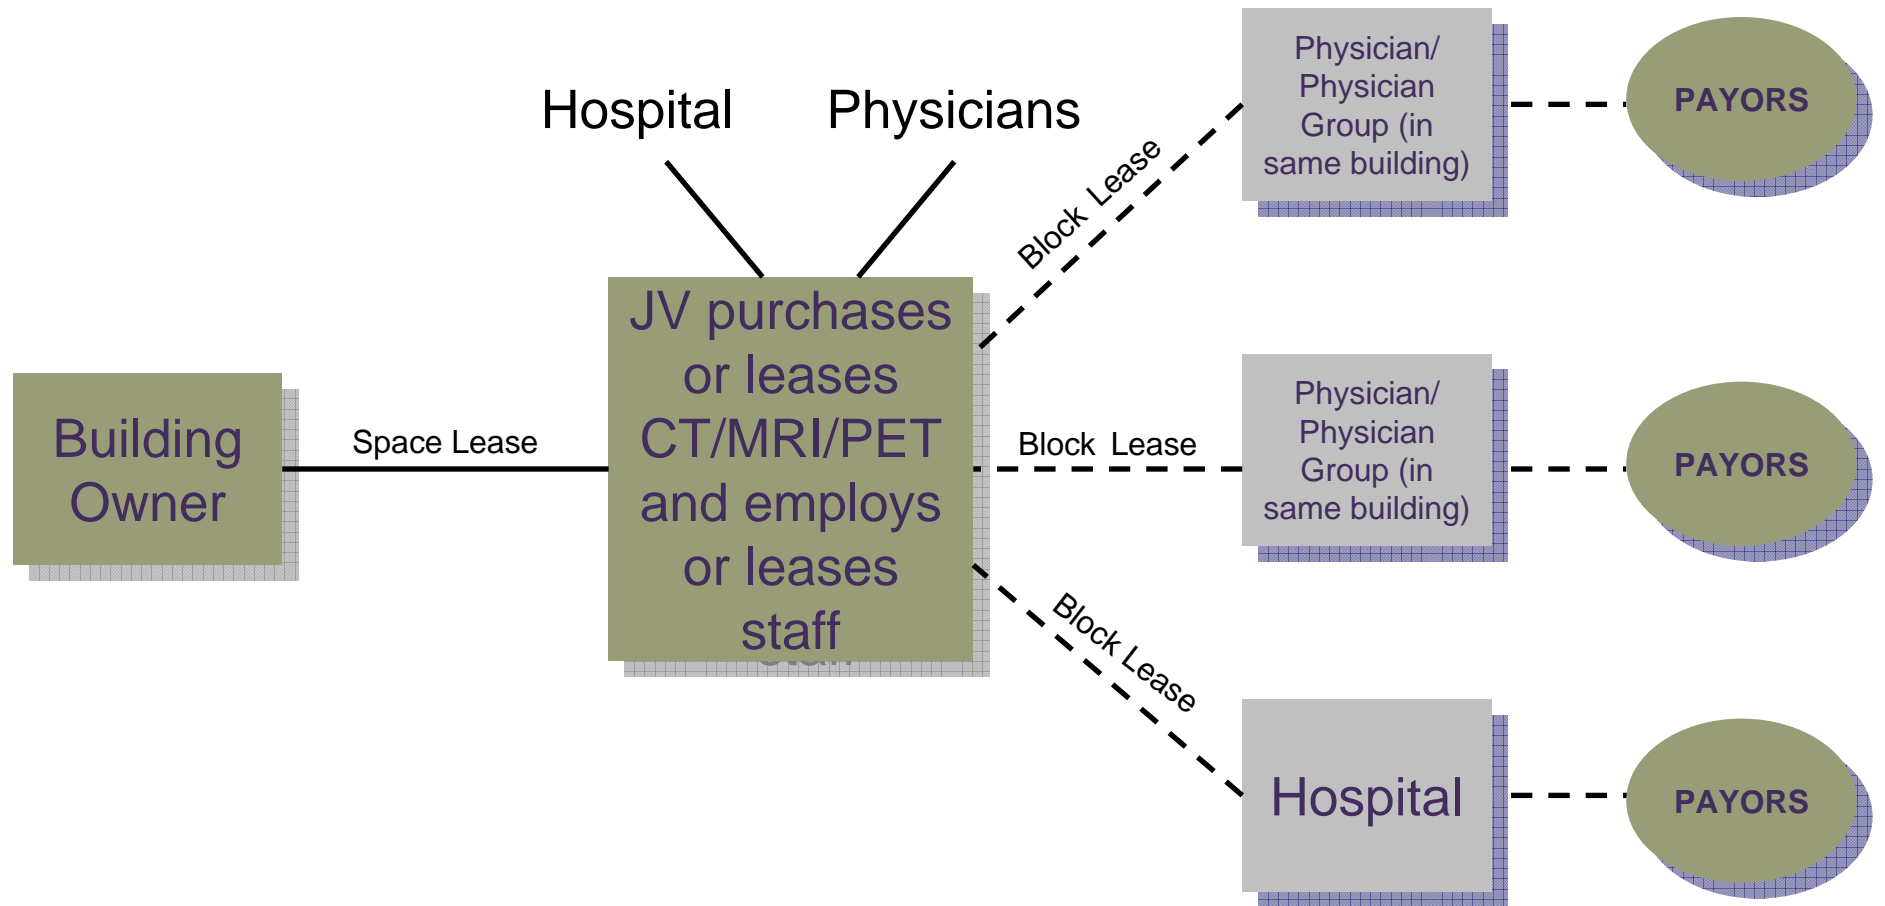 Hospital
Physicians
Building
Owner
Space Lease
JV purchases
or leases
CT/MRI/PET
and employs
or leases
staff
Block Lease
Physician/
Physician
Group (in
same building)
PAYORS
Block Lease
Physician/
Physician
Group (in
same building)
PAYORS
Block Lease
Hospital
PAYORS